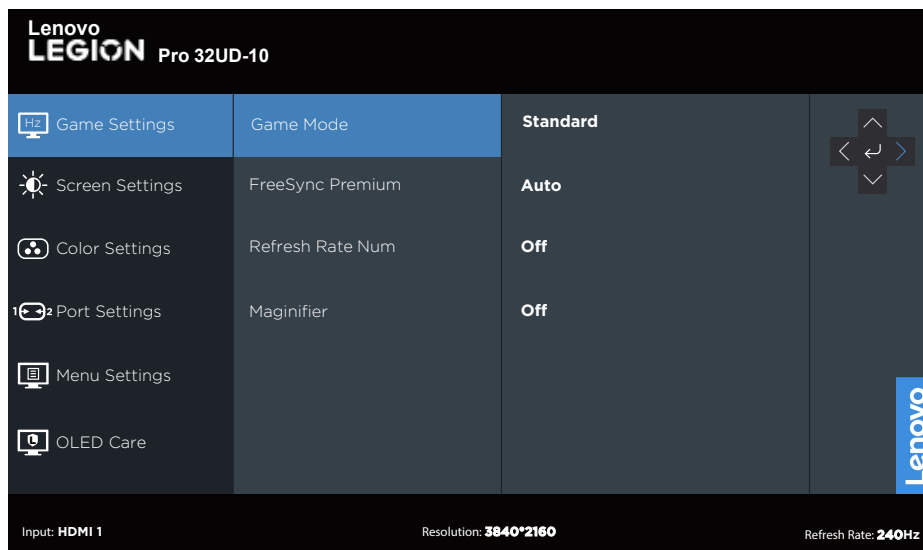 Lenovo
LEGION Pro 32UD-10
Hz Game Settings Game Mode Standard
Screen Settings FreeSync Premium Auto
Color Settings Refresh Rate Num Off
1 2 Port Settings Maginifier Off
Menu Settings
OLED Care
Lenovo
Input: HDMI 1 Resolution: 3840*2160 Refresh Rate: 240Hz